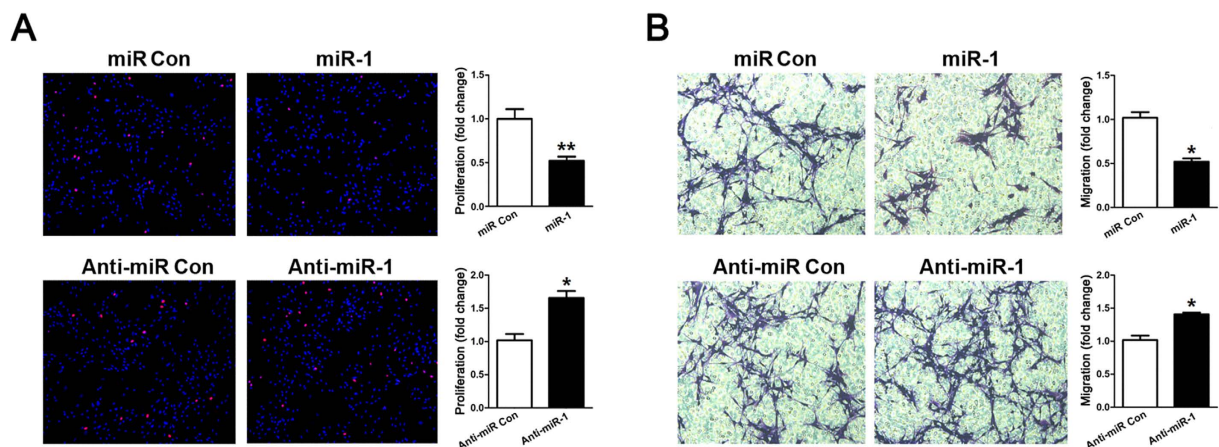 A
B
miR Con
miR-1
Proliferation (fold change)
1.5
1.0
0.5
0.0
**
miR Con
miR-1
miR Con
miR-1
Migration (fold change)
1.5
1.0
0.5
0.0
*
miR Con
miR-1
Anti-miR Con
Anti-miR-1
Proliferation (fold change)
2.0
1.5
1.0
0.5
0.0
*
Anti-miR Con
Anti-miR-1
Anti-miR Con
Anti-miR-1
Migration (fold change)
2.0
1.5
1.0
0.5
0.0
*
Anti-miR Con
Anti-miR-1